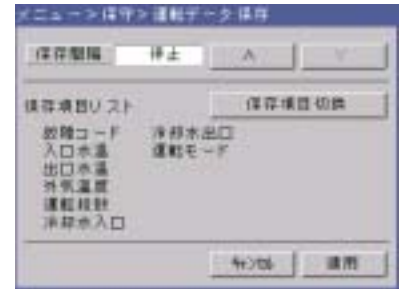 メニュー>保守>運転データ保存
保存間隔 停止 ∧ ∨
保存項目リスト 保存項目切換
故障コード 冷却水出口
入口水温 運転モード
出口水温
外気温度
運転段数
冷却水入口
ｷｬﾝｾﾙ 適用